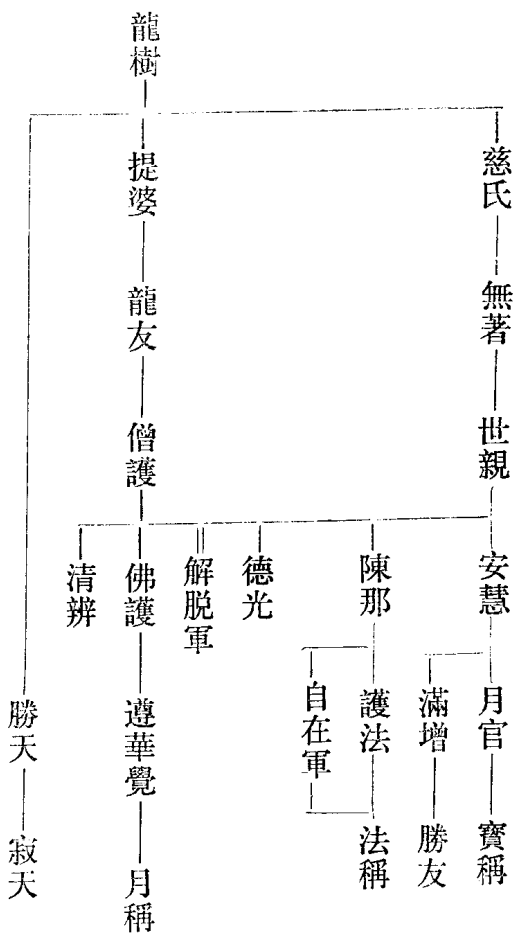 龍樹
慈氏
無著
世親
安慧
月官
寶稱
滿增
勝友
陳那
護法
法稱
自在軍
德光
解脱軍
提婆
龍友
僧護
佛護
遵華覺
月稱
清辨
勝天
寂天